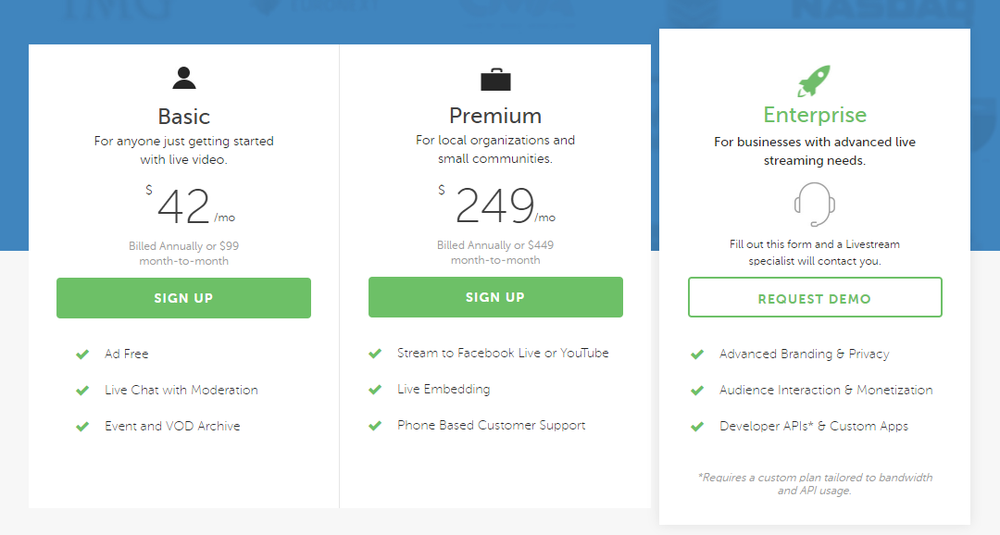 IMG
NASDAQ
Basic
For anyone just getting started
with live video.
$
42 /mo
Billed Annually or $99
month-to-month
SIGN UP
Ad Free
Live Chat with Moderation
Event and VOD Archive
Premium
For local organizations and
small communities.
$
249/mo
Billed Annually or $449
month-to-month
SIGN UP
Stream to Facebook Live or YouTube
Live Embedding
Phone Based Customer Support
Enterprise
For businesses with advanced live
streaming needs.
Fill out this form and a Livestream
specialist will contact you.
REQUEST DEMO
Advanced Branding & Privacy
Audience Interaction & Monetization
Developer APIs* & Custom Apps
*Requires a custom plan tailored to bandwidth
and API usage.